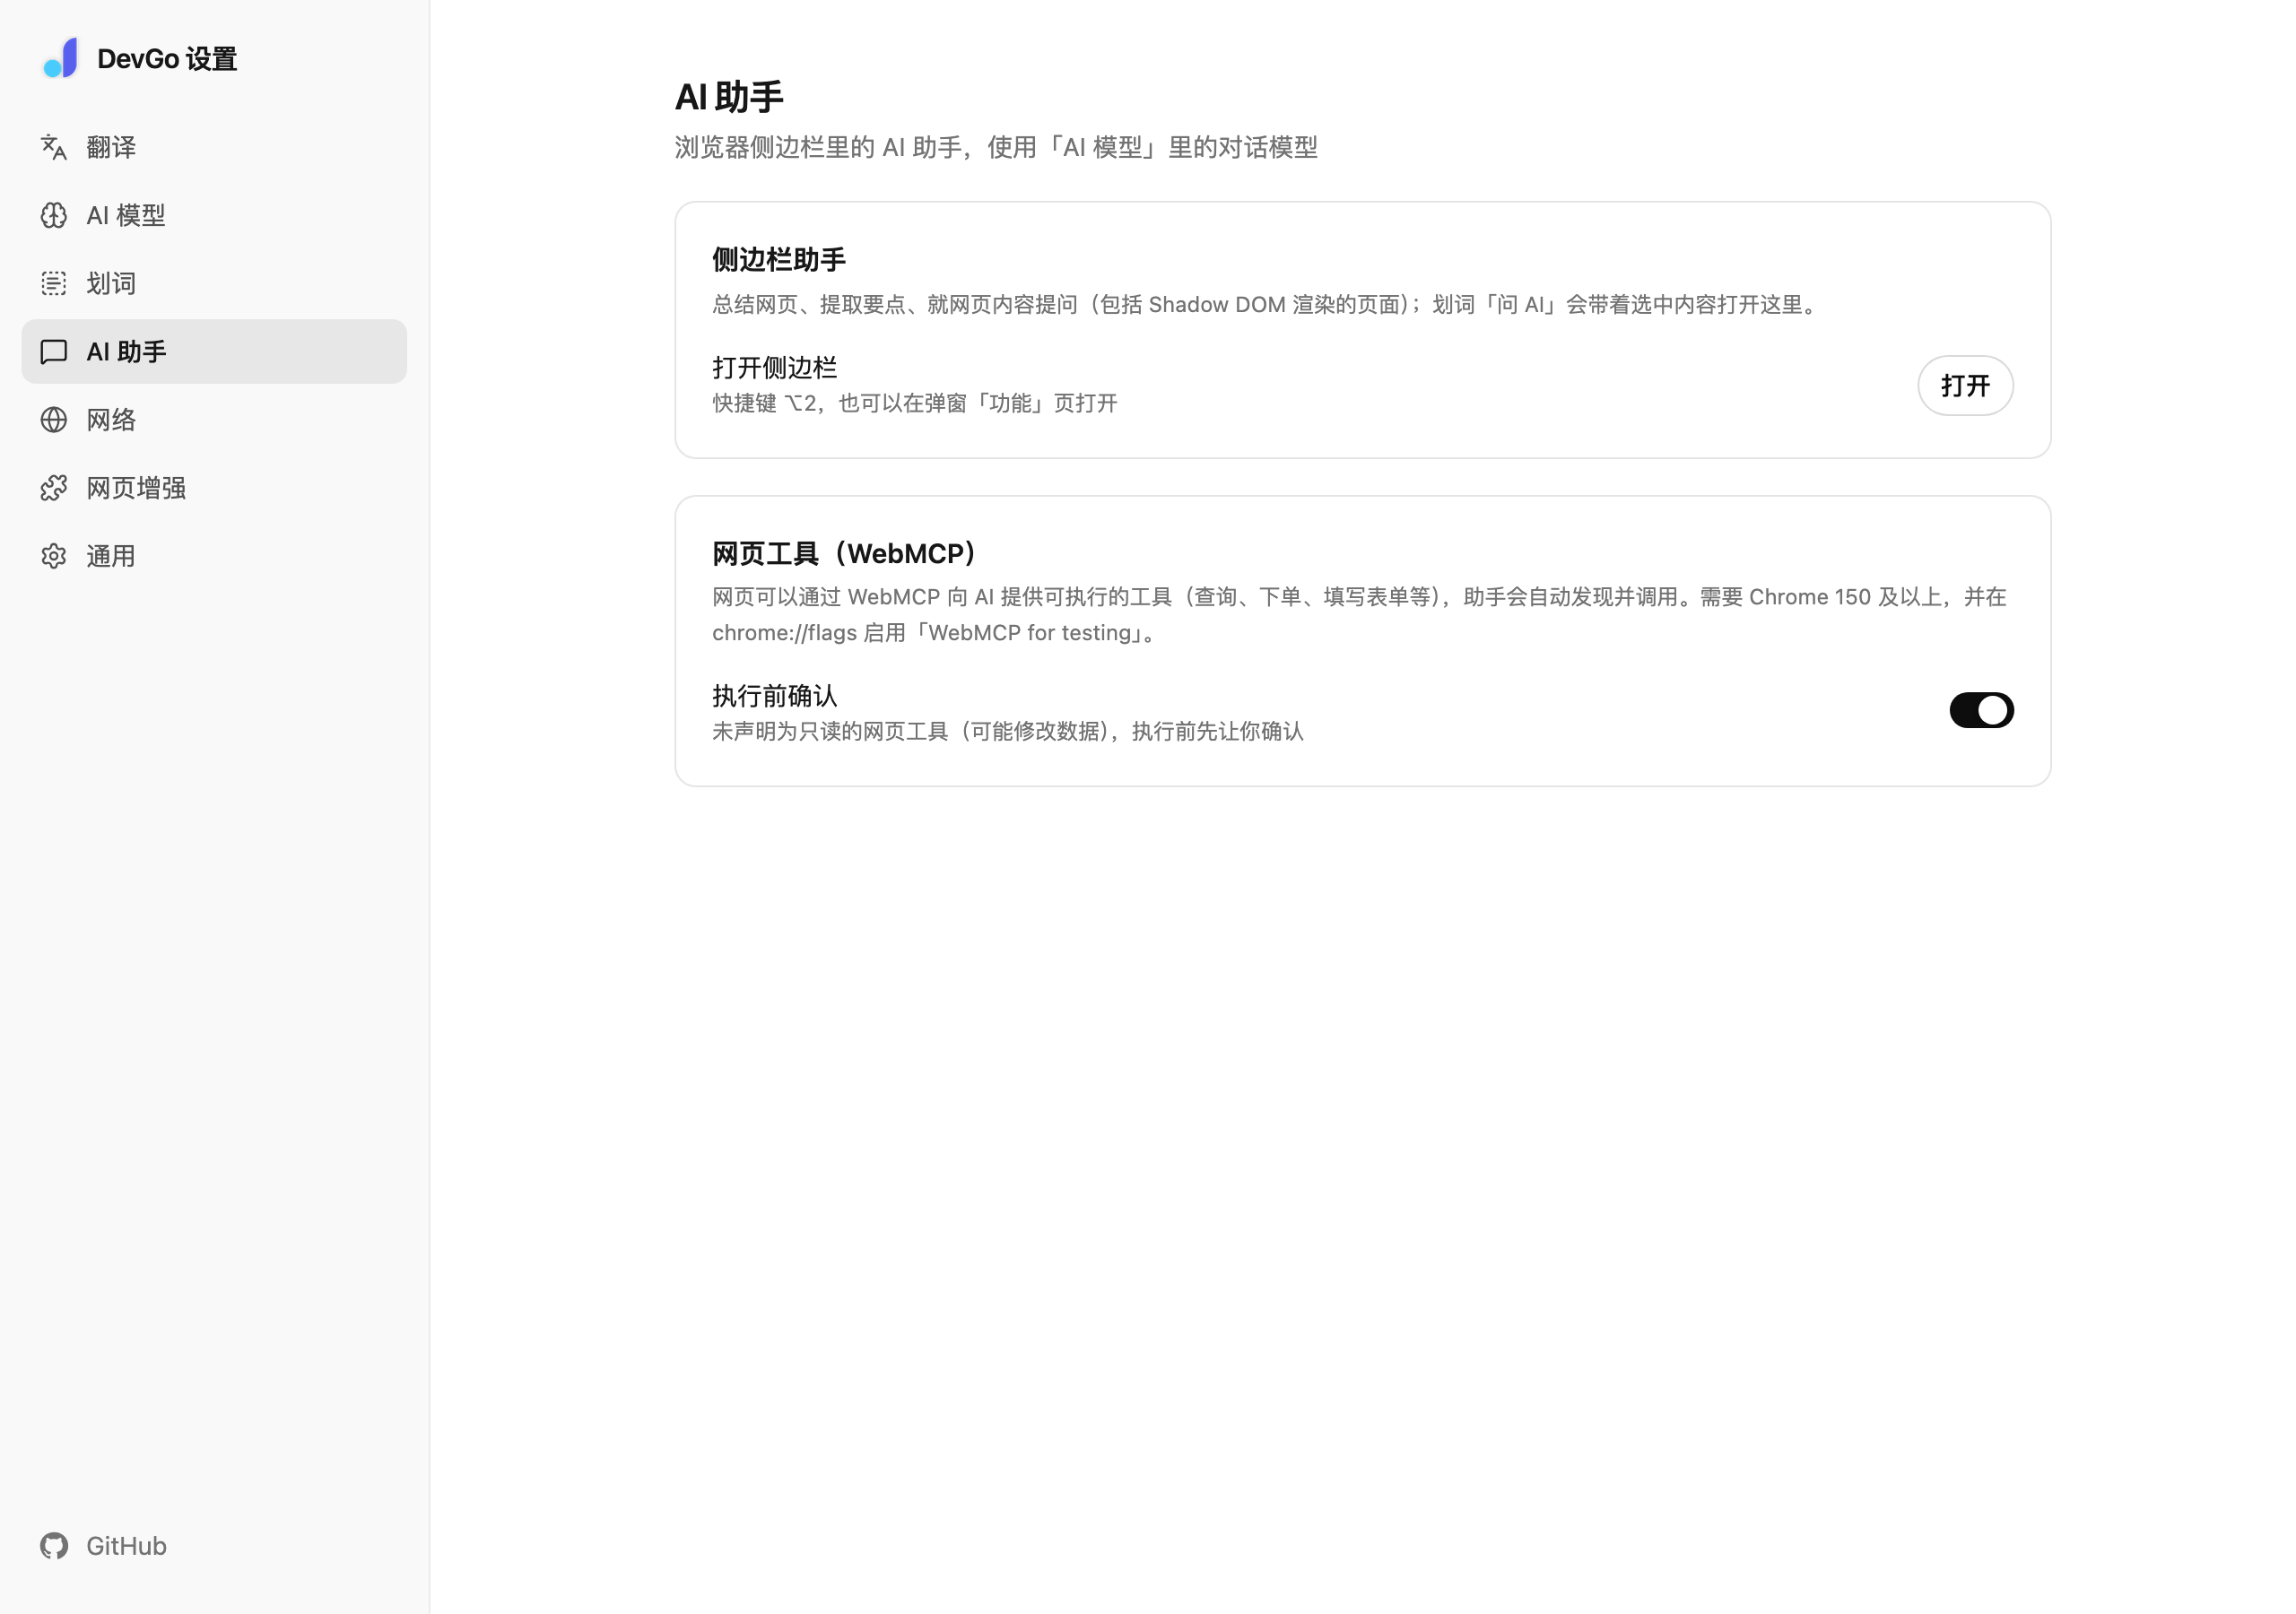 DevGo 设置
翻译
AI 模型
划词
AI 助手
网络
网页增强
通用
GitHub
AI 助手
浏览器侧边栏里的 AI 助手，使用「AI 模型」里的对话模型
侧边栏助手
总结网页、提取要点、就网页内容提问（包括 Shadow DOM 渲染的页面）；划词「问 AI」会带着选中内容打开这里。
打开侧边栏
快捷键 ⌥2，也可以在弹窗「功能」页打开
打开
网页工具（WebMCP）
网页可以通过 WebMCP 向 AI 提供可执行的工具（查询、下单、填写表单等），助手会自动发现并调用。需要 Chrome 150 及以上，并在
chrome://flags 启用「WebMCP for testing」。
执行前确认
未声明为只读的网页工具（可能修改数据），执行前先让你确认